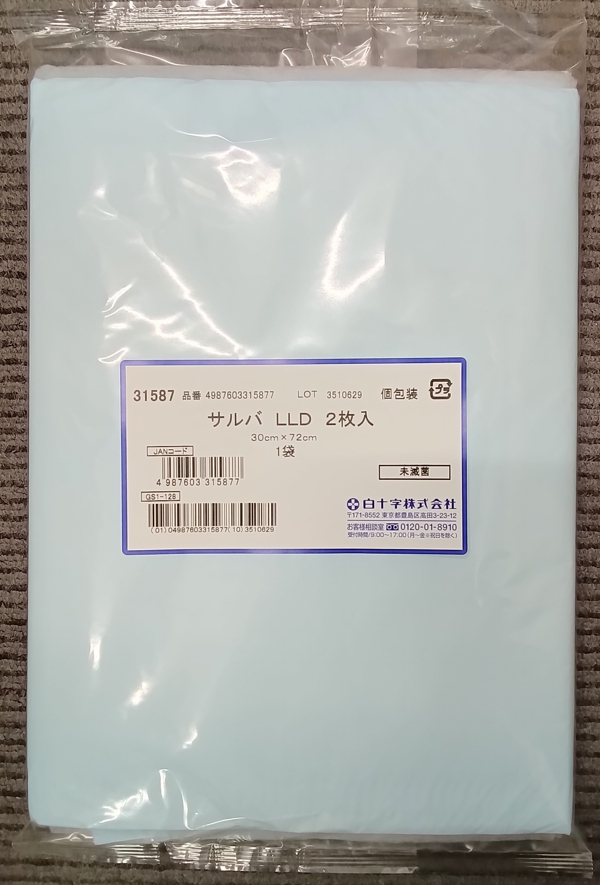 31587 品番 4987603315877 LOT 3510629 個包装
サルバ LLD 2枚入
30cm×72cm
1袋
JANコード
4 987603 315877
未滅菌
GS1-128
(01)04987603315877(10)3510629
白十字株式会社
〒171-8552 東京都豊島区高田3-23-12
お客様相談室 0120-01-8910
受付時間/9:00~17:00(月~金※祝日を除く)
プラ